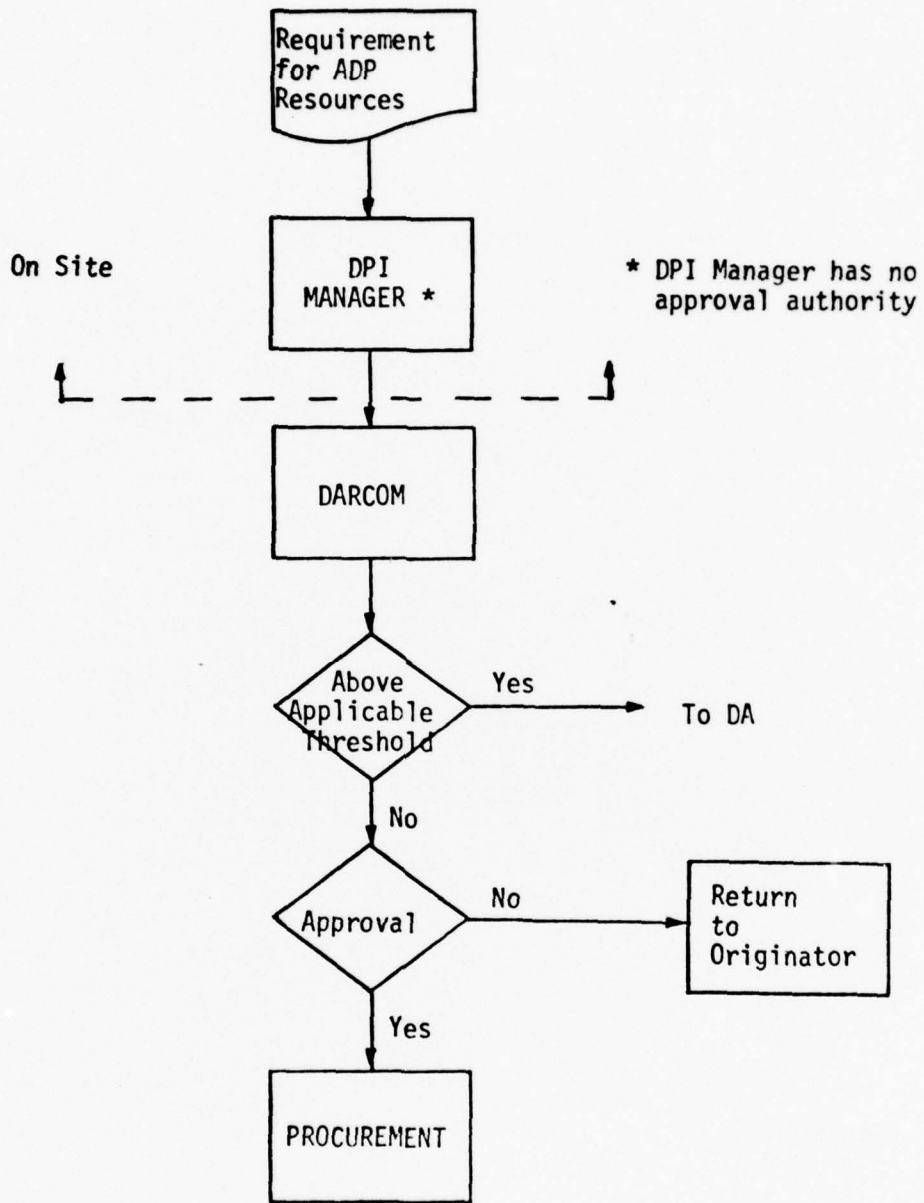 Requirement
for ADP
Resources
On Site
DPI
MANAGER *
* DPI Manager has no
approval authority
DARCOM
Above
Applicable
Threshold
Yes
To DA
No
Approval
No
Return
to
Originator
Yes
PROCUREMENT